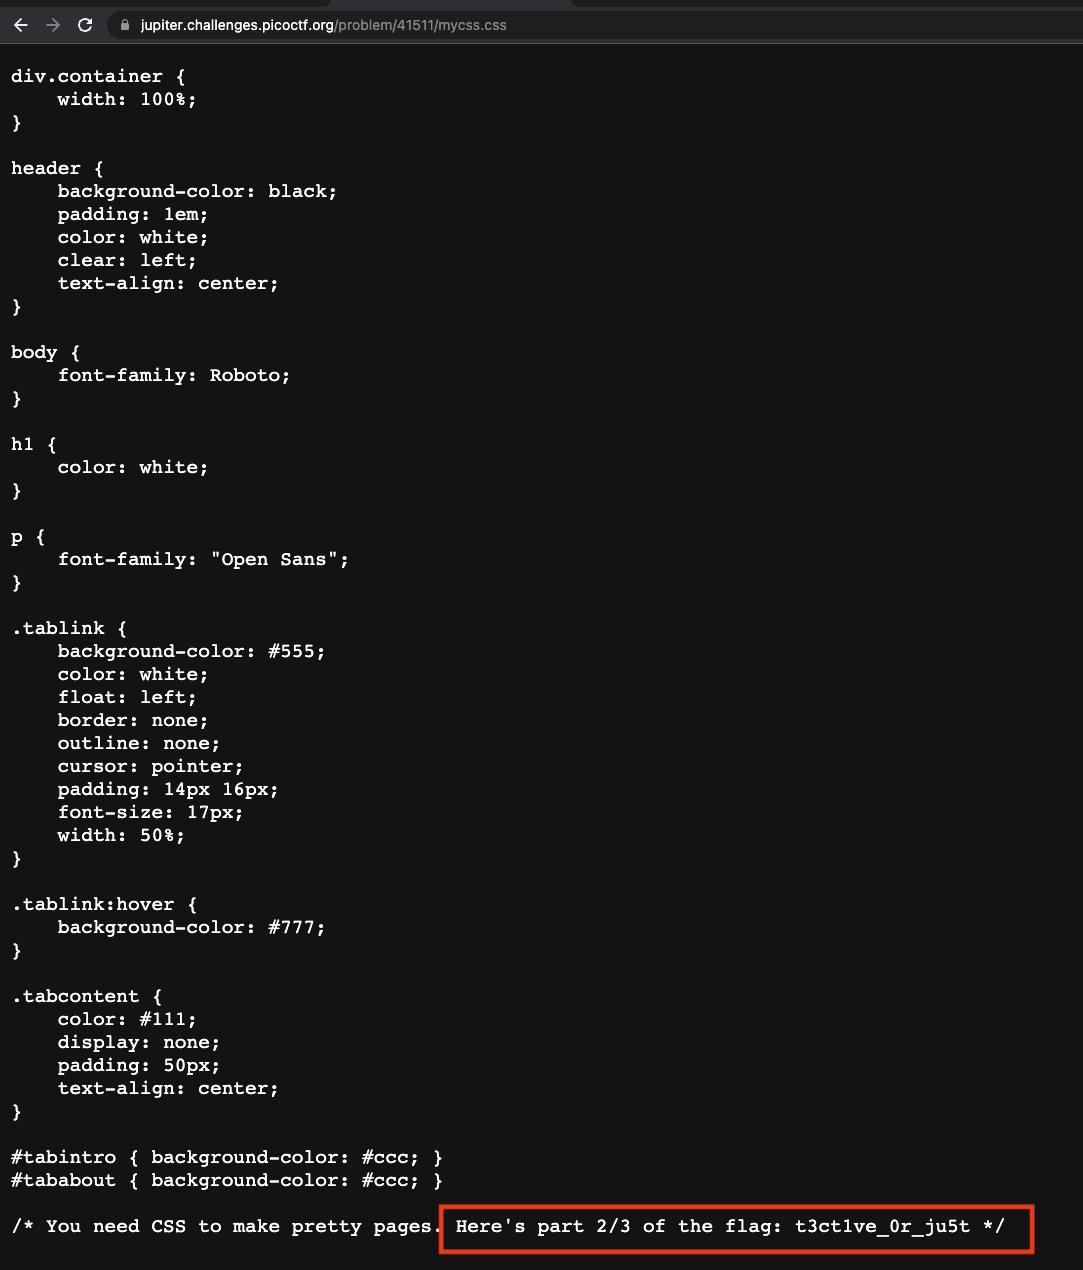 jupiter.challenges.picoctf.org/problem/41511/mycss.css
div.container {
    width: 100%;
}
header {
    background-color: black;
    padding: 1em;
    color: white;
    clear: left;
    text-align: center;
}
body {
    font-family: Roboto;
}
h1 {
    color: white;
}
p {
    font-family: "Open Sans";
}
.tablink {
    background-color: #555;
    color: white;
    float: left;
    border: none;
    outline: none;
    cursor: pointer;
    padding: 14px 16px;
    font-size: 17px;
    width: 50%;
}
.tablink:hover {
    background-color: #777;
}
.tabcontent {
    color: #111;
    display: none;
    padding: 50px;
    text-align: center;
}
#tabintro { background-color: #ccc; }
#tababout { background-color: #ccc; }
/* You need CSS to make pretty pages. Here's part 2/3 of the flag: t3ct1ve_0r_ju5t */